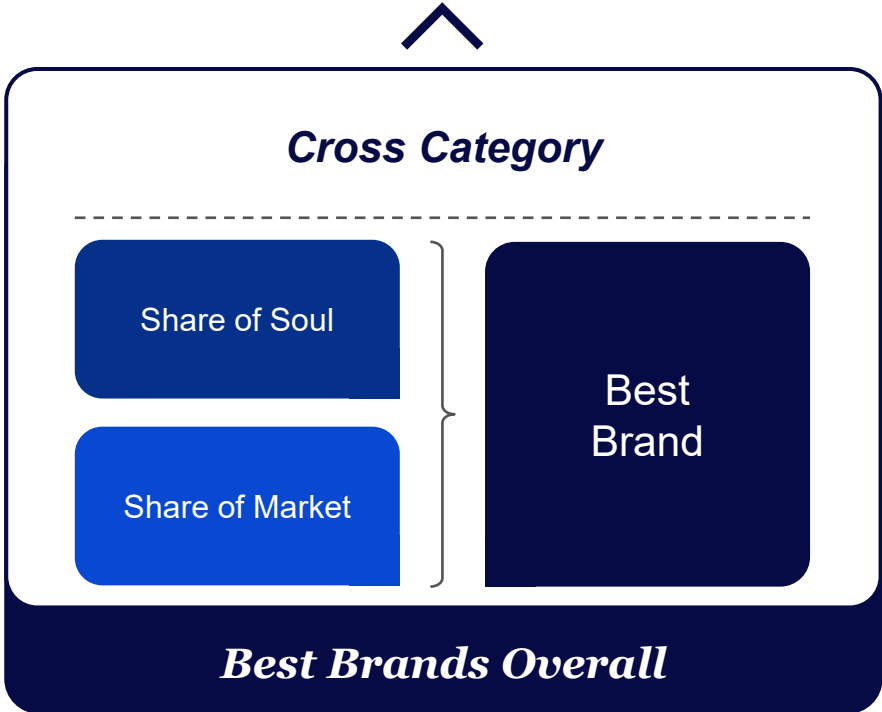 Cross Category
Share of Soul
Share of Market
Best
Brand
Best Brands Overall